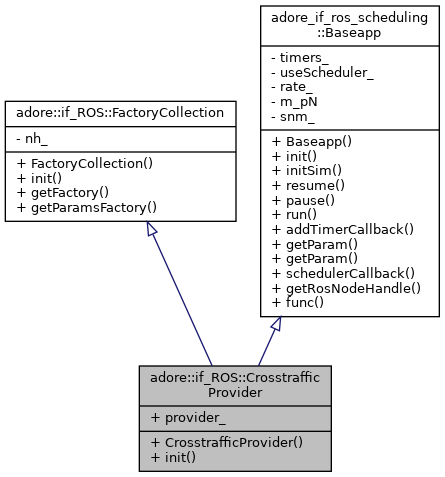 adore_if_ros_scheduling
::Baseapp
- timers_
- useScheduler_
- rate_
- m_pN
- snm_
+ Baseapp()
+ init()
+ initSim()
+ resume()
+ pause()
+ run()
+ addTimerCallback()
+ getParam()
+ getParam()
+ schedulerCallback()
+ getRosNodeHandle()
+ func()
adore::if_ROS::FactoryCollection
- nh_
+ FactoryCollection()
+ init()
+ getFactory()
+ getParamsFactory()
adore::if_ROS::Crosstraffic
Provider
+ provider_
+ CrosstrafficProvider()
+ init()